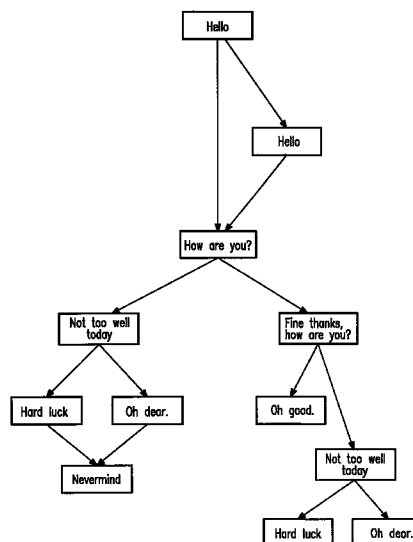 Hello
Hello
How are you?
Not too well
today
Fine thanks,
how are you?
Hard luck
Oh dear.
Oh good.
Nevermind
Not too well
today
Hard luck
Oh dear.